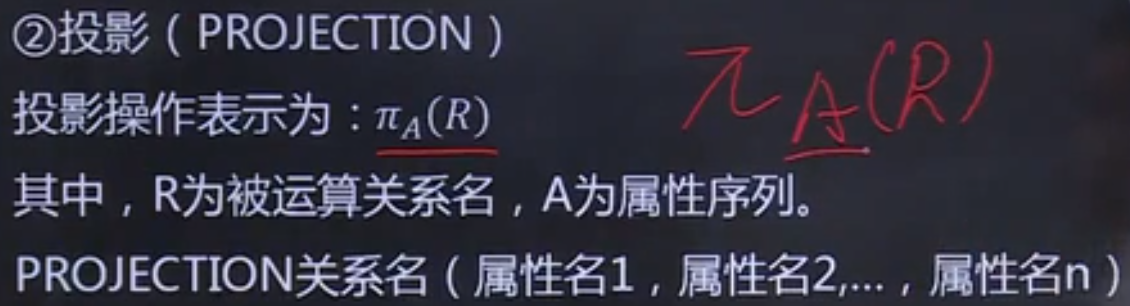 ②投影（PROJECTION）
投影操作表示为：π_A(R)
π_A(R)
其中，R为被运算关系名，A为属性序列。
PROJECTION关系名（属性名1，属性名2,…，属性名n）